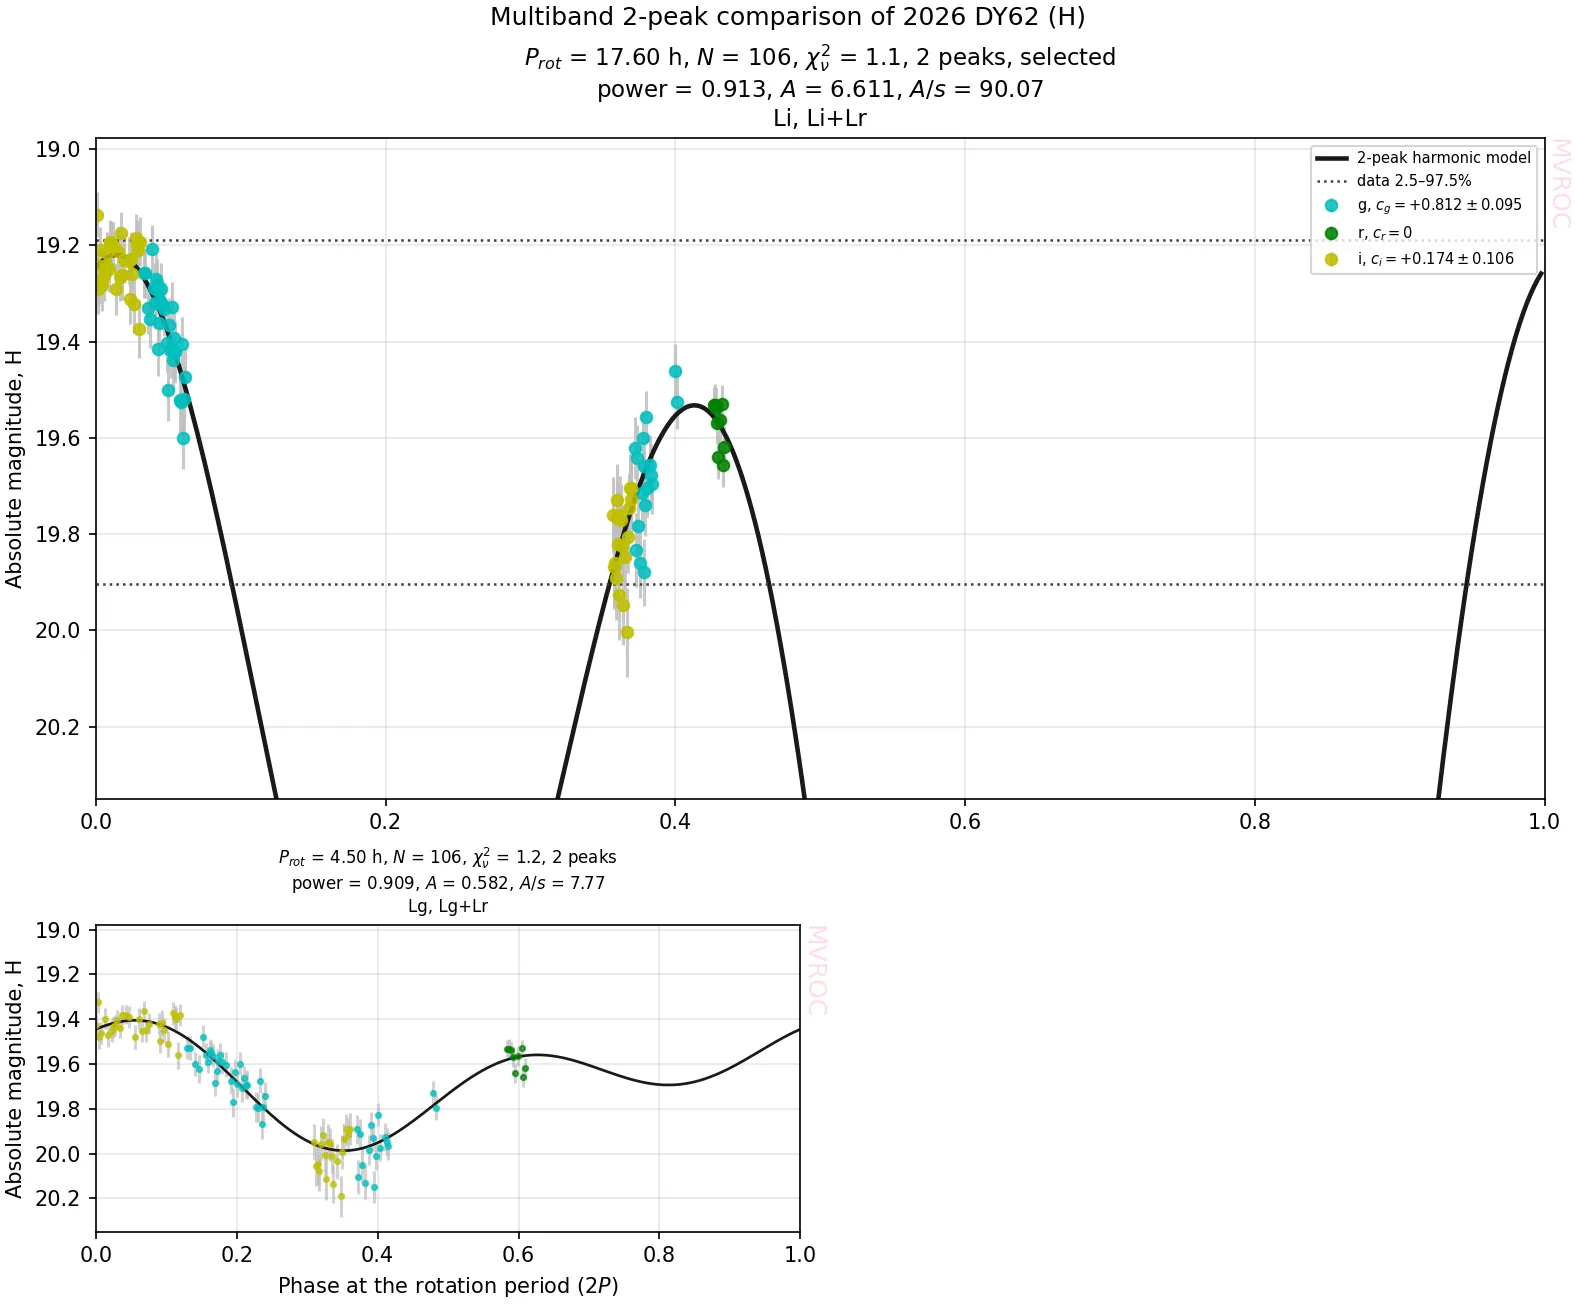 Multiband 2-peak comparison of 2026 DY62 (H)
P_rot = 17.60 h, N = 106, χ²_ν = 1.1, 2 peaks, selected
power = 0.913, A = 6.611, A/s = 90.07
Li, Li+Lr
MVROC
2-peak harmonic model
data 2.5–97.5%
g, c_g = +0.812 ± 0.095
r, c_r = 0
i, c_i = +0.174 ± 0.106
Absolute magnitude, H
19.0
19.2
19.4
19.6
19.8
20.0
20.2
0.0 0.2 0.4 0.6 0.8 1.0
P_rot = 4.50 h, N = 106, χ²_ν = 1.2, 2 peaks
power = 0.909, A = 0.582, A/s = 7.77
Lg, Lg+Lr
MVROC
Absolute magnitude, H
19.0
19.2
19.4
19.6
19.8
20.0
20.2
0.0 0.2 0.4 0.6 0.8 1.0
Phase at the rotation period (2P)